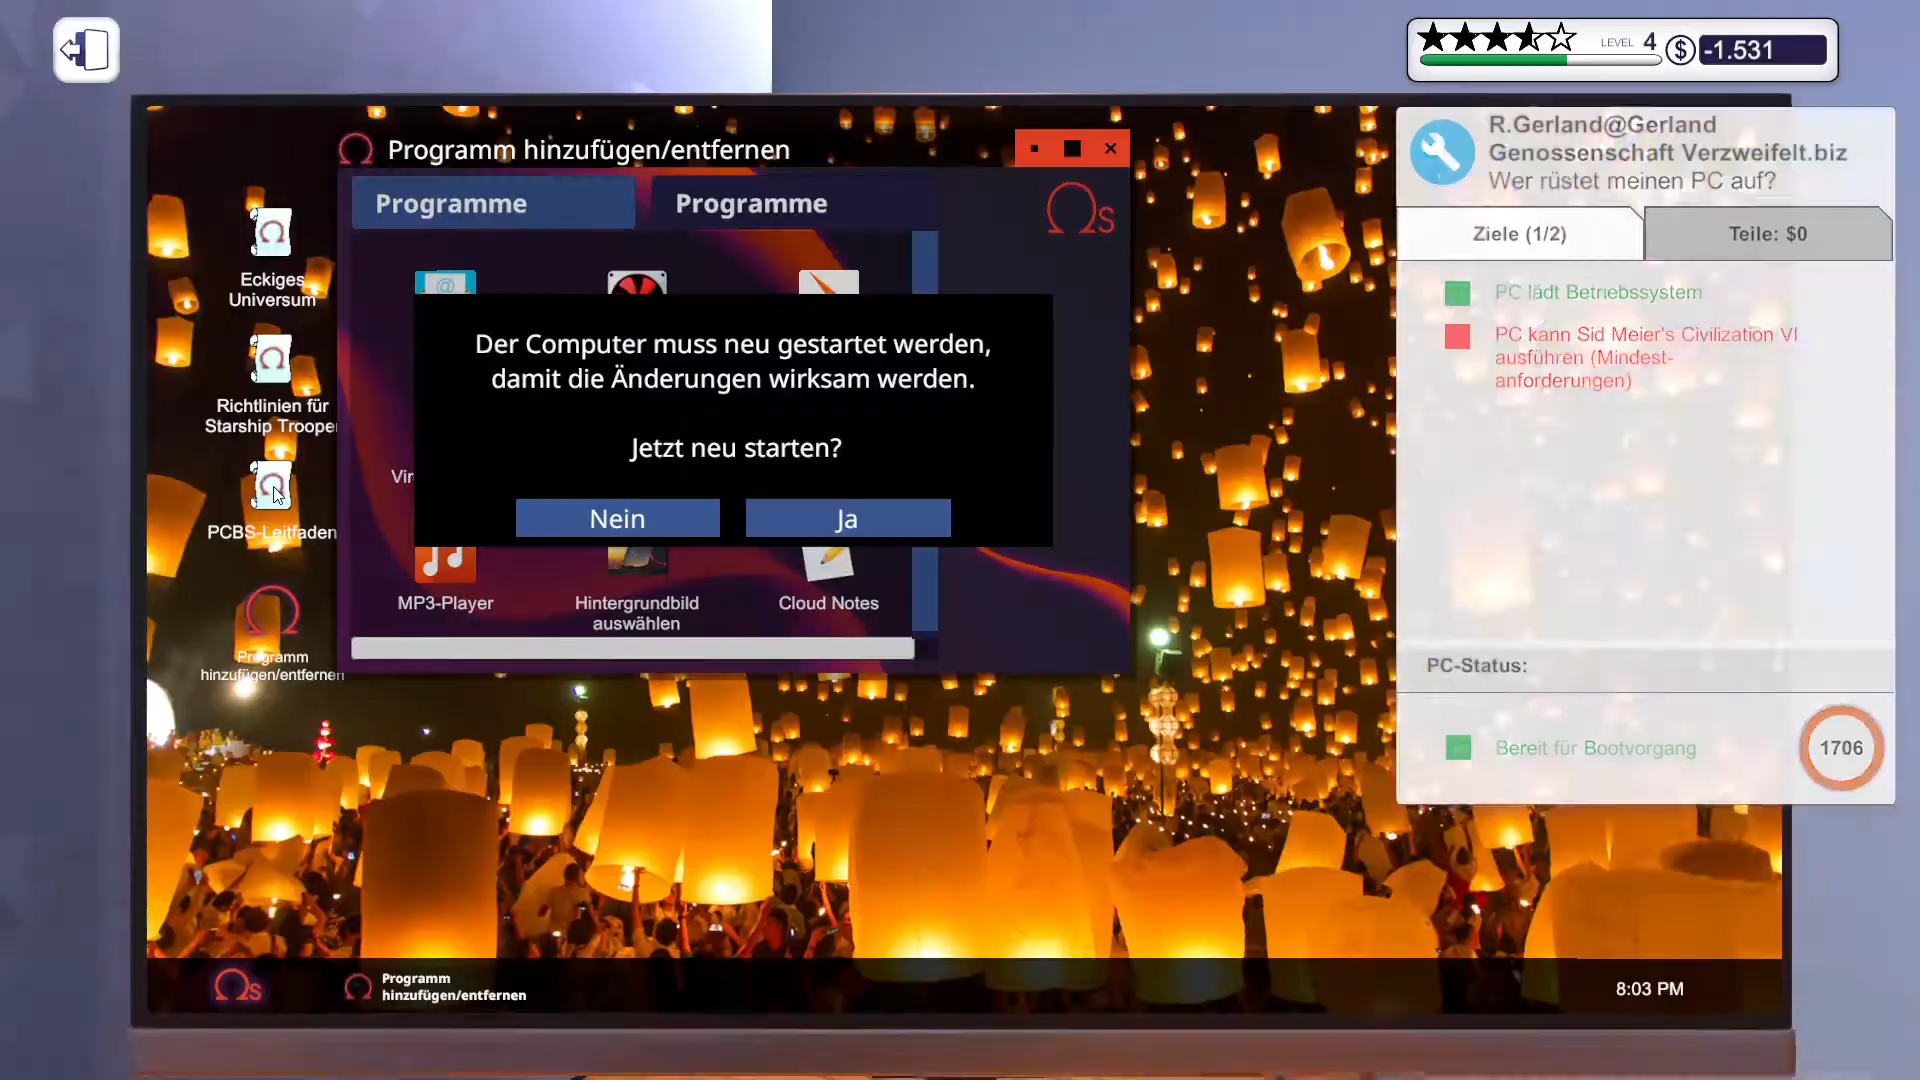 LEVEL 4 $ -1.531
R.Gerland@Gerland
Genossenschaft Verzweifelt.biz
Wer rüstet meinen PC auf?
Ziele (1/2)
Teile: $0
PC lädt Betriebssystem
PC kann Sid Meier's Civilization VI
ausführen (Mindest-
anforderungen)
PC-Status:
Bereit für Bootvorgang
1706
Programm hinzufügen/entfernen
Programme
Programme
Ωs
Der Computer muss neu gestartet werden,
damit die Änderungen wirksam werden.
Jetzt neu starten?
Nein
Ja
Vir
MP3-Player
Hintergrundbild
auswählen
Cloud Notes
Eckiges
Universum
Richtlinien für
Starship Trooper
PCBS-Leitfaden
Programm
hinzufügen/entfernen
Ωs
Programm
hinzufügen/entfernen
8:03 PM